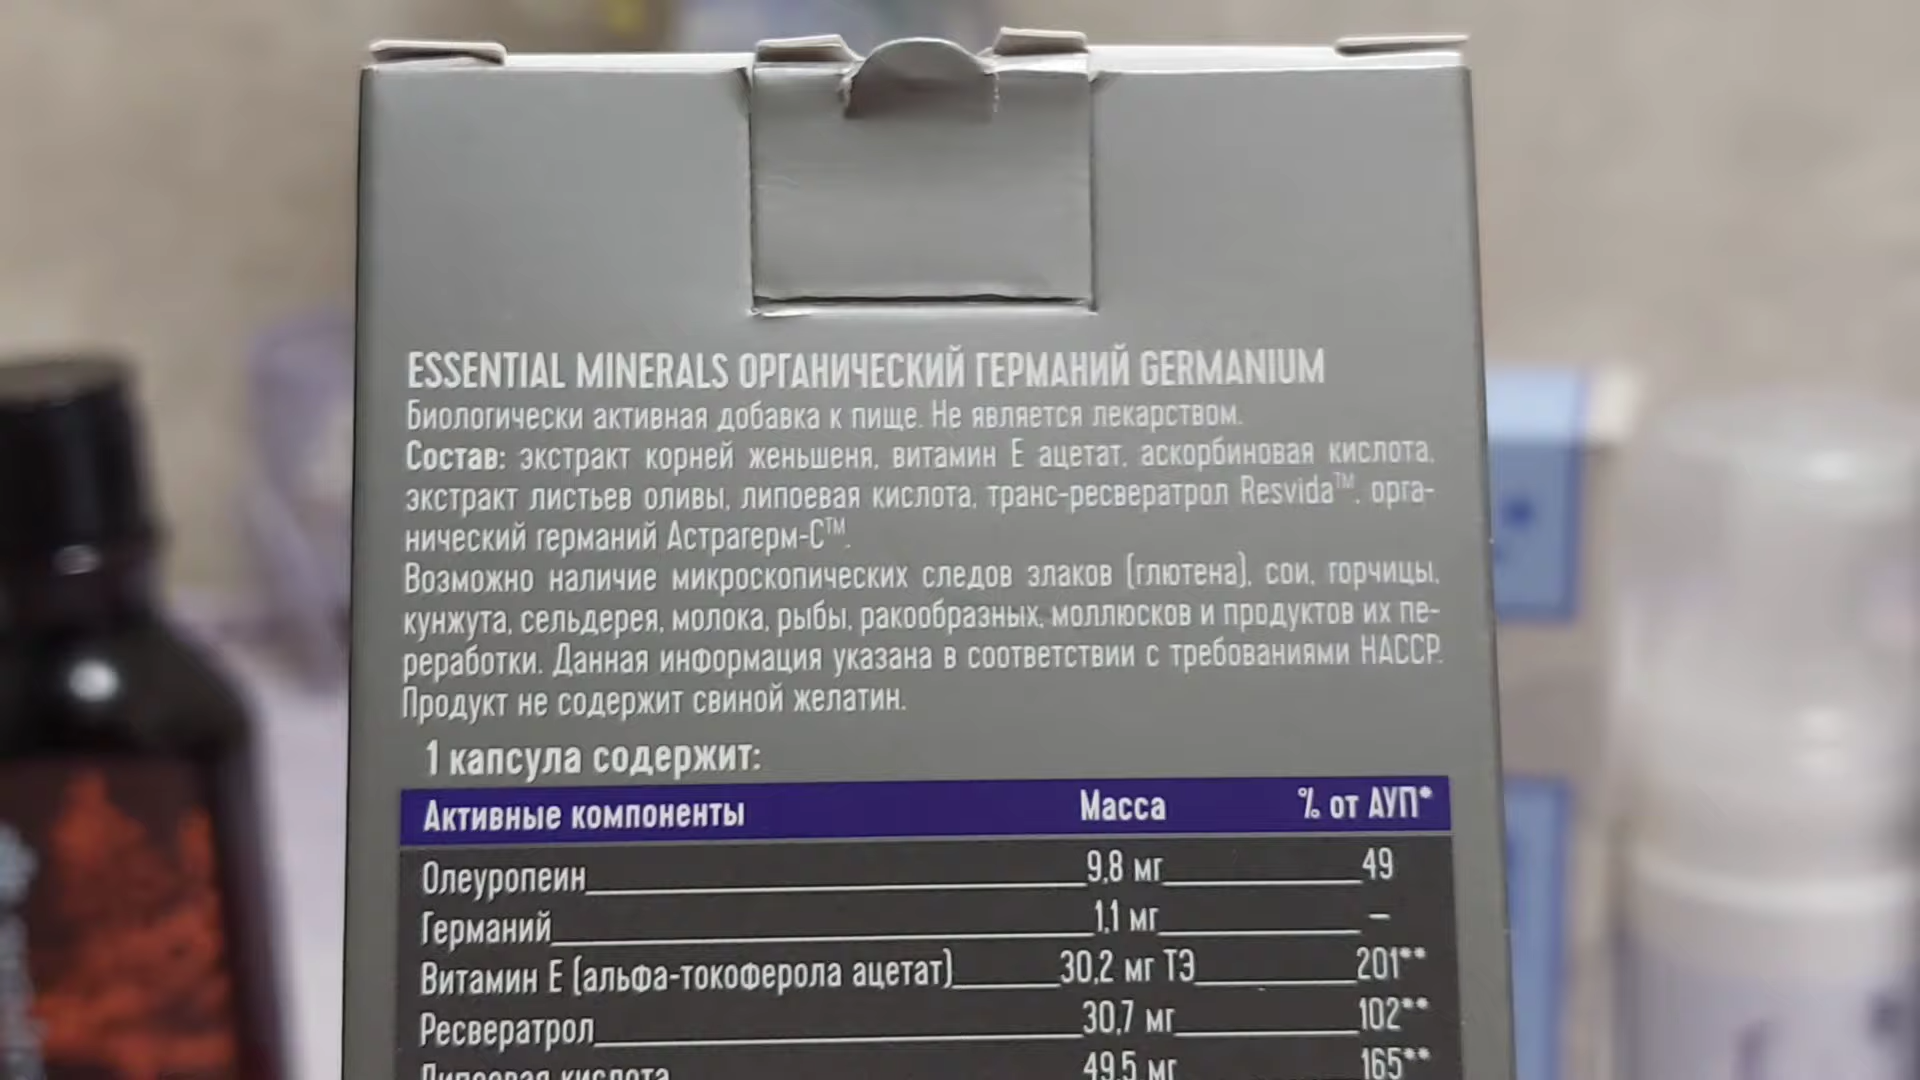 ESSENTIAL MINERALS ОРГАНИЧЕСКИЙ ГЕРМАНИЙ GERMANIUM
Биологически активная добавка к пище. Не является лекарством.
Состав: экстракт корней женьшеня, витамин Е ацетат, аскорбиновая кислота,
экстракт листьев оливы, липоевая кислота, транс-ресвератрол Resvida™, орга-
нический германий Астрагерм-С™.
Возможно наличие микроскопических следов злаков (глютена), сои, горчицы,
кунжута, сельдерея, молока, рыбы, ракообразных, моллюсков и продуктов их пе-
реработки. Данная информация указана в соответствии с требованиями НАССР.
Продукт не содержит свиной желатин.
1 капсула содержит:
Активные компоненты Масса % от АУП*
Олеуропеин 9,8 мг 49
Германий 1,1 мг –
Витамин Е (альфа-токоферола ацетат) 30,2 мг ТЭ 201**
Ресвератрол 30,7 мг 102**
Липоевая кислота 49,5 мг 165**